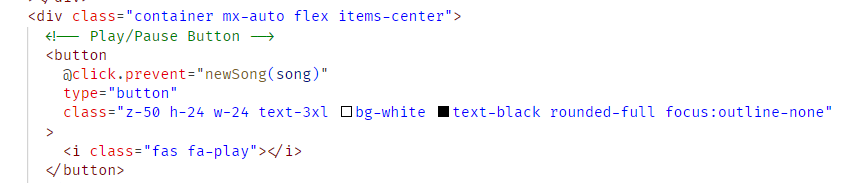 <div class="container mx-auto flex items-center">
<!-- Play/Pause Button -->
<button
@click.prevent="newSong(song)"
type="button"
class="z-50 h-24 w-24 text-3xl bg-white text-black rounded-full focus:outline-none"
>
<i class="fas fa-play"></i>
</button>